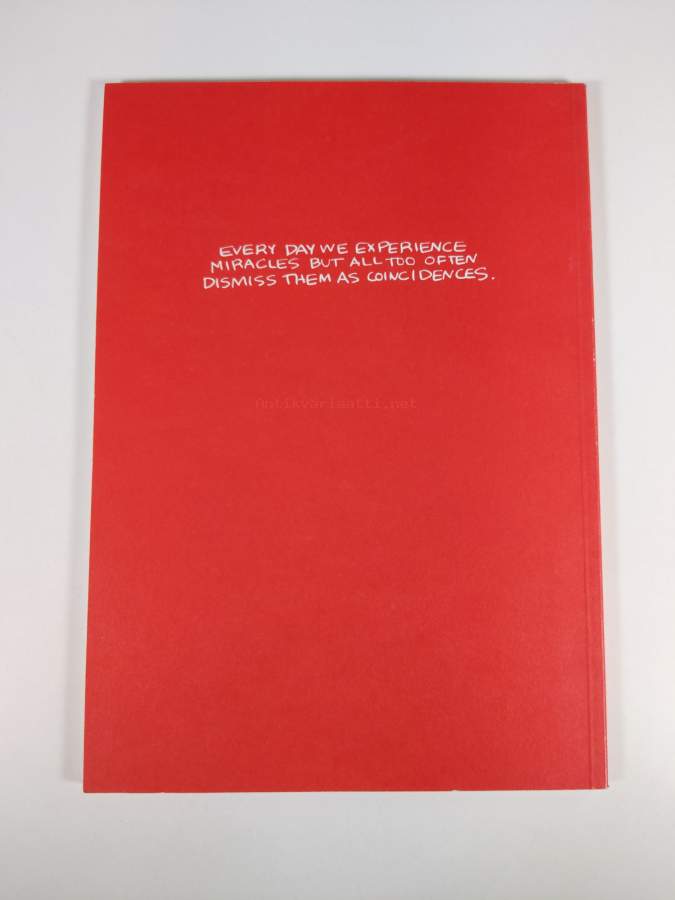 EVERY DAY WE EXPERIENCE
MIRACLES BUT ALL TOO OFTEN
DISMISS THEM AS COINCIDENCES.
Antikvariaatti.net